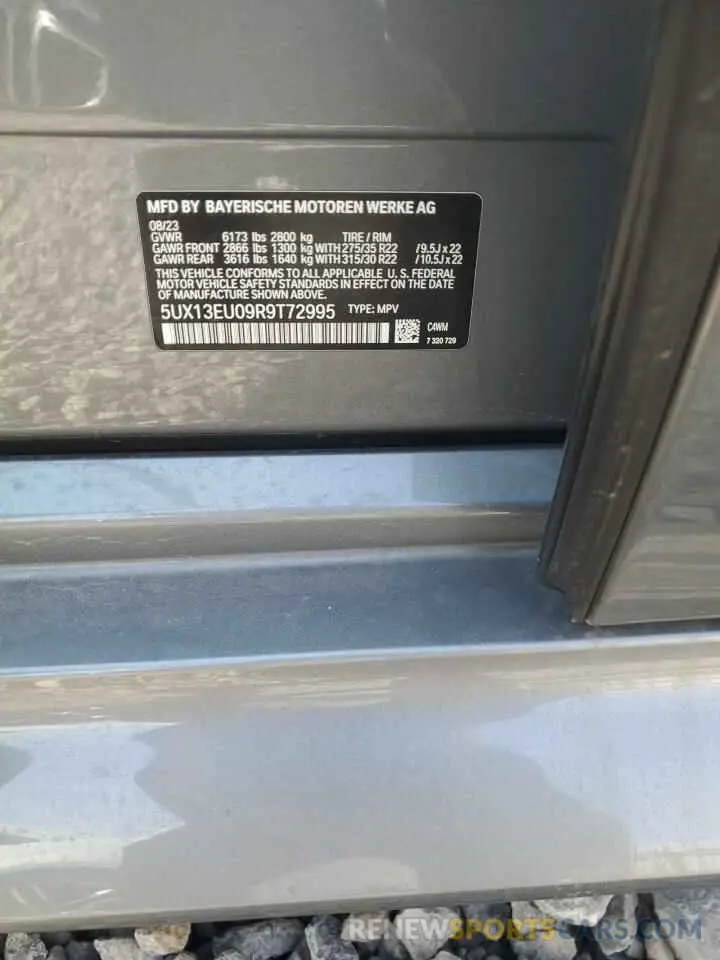 MFD BY BAYERISCHE MOTOREN WERKE AG
08/23
GVWR 6173 lbs 2800 kg TIRE / RIM
GAWR FRONT 2866 lbs 1300 kg WITH 275/35 R22 /9.5J x 22
GAWR REAR 3616 lbs 1640 kg WITH 315/30 R22 /10.5J x 22
THIS VEHICLE CONFORMS TO ALL APPLICABLE U. S. FEDERAL
MOTOR VEHICLE SAFETY STANDARDS IN EFFECT ON THE DATE
OF MANUFACTURE SHOWN ABOVE.
5UX13EU09R9T72995 TYPE: MPV
C4WM
7 320 729
RENEWSPORTSCARS.COM